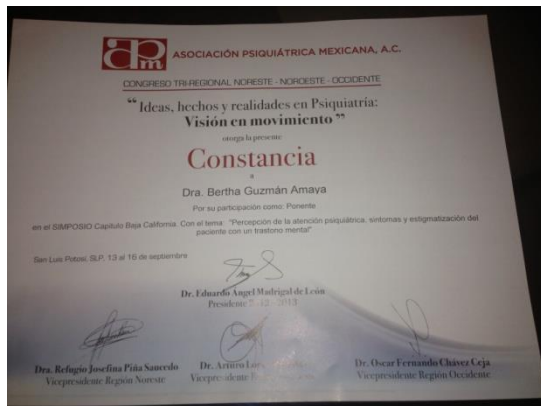 apm
ASOCIACIÓN PSIQUIÁTRICA MEXICANA, A.C.
CONGRESO TRI-REGIONAL NORESTE - NOROESTE - OCCIDENTE
“Ideas, hechos y realidades en Psiquiatría:
Visión en movimiento”
otorga la presente
Constancia
a
Dra. Bertha Guzmán Amaya
Por su participación como: Ponente
en el SIMPOSIO Capítulo Baja California. Con el tema: "Percepción de la atención psiquiátrica, síntomas y estigmatización del
paciente con un trastono mental"
San Luis Potosí, SLP, 13 al 16 de septiembre
Dr. Eduardo Ángel Madrigal de León
Presidente
Dra. Refugio Josefina Piña Saucedo
Vicepresidente Región Noreste
Dr. Arturo
Vicepresidente
Dr. Oscar Fernando Chávez Ceja
Vicepresidente Región Occidente